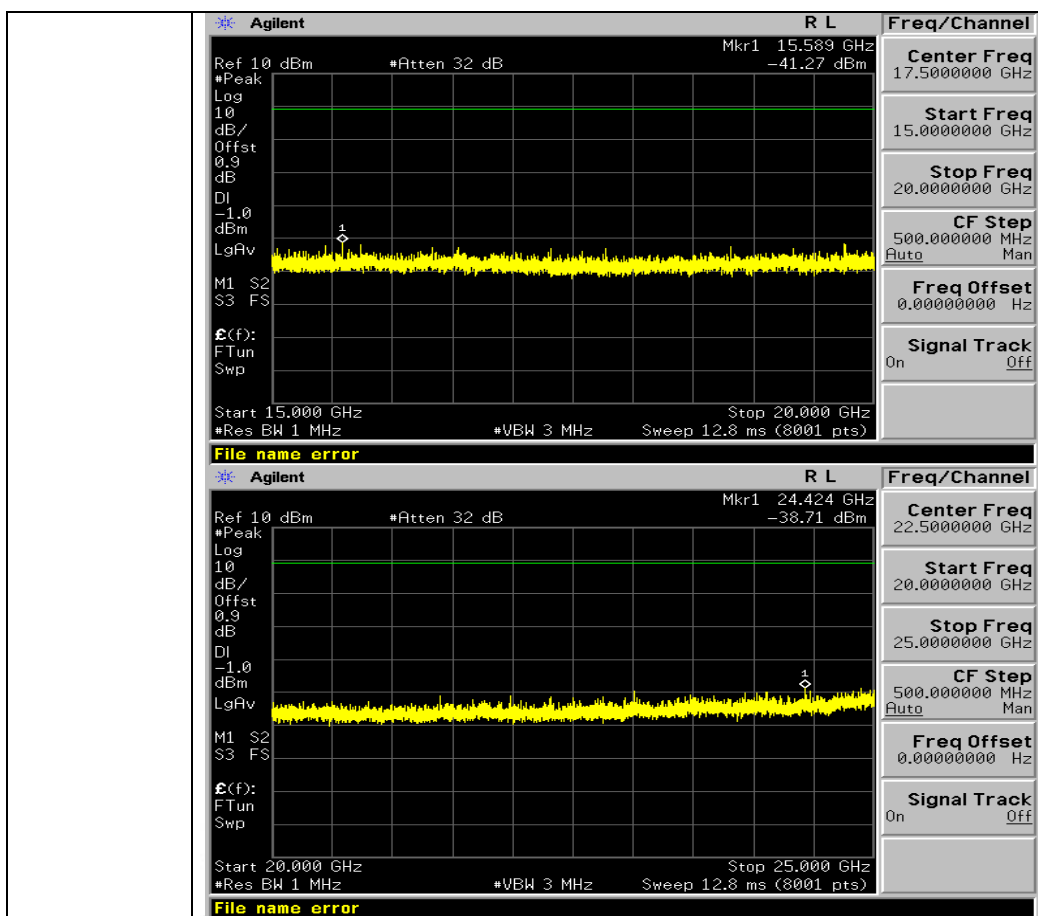 Agilent R L Freq/Channel
Mkr1 15.589 GHz
Ref 10 dBm #Atten 32 dB -41.27 dBm
#Peak
Log
10
dB/
Offst
0.9
dB
DI
-1.0
dBm
LgAv
M1 S2
S3 FS
£(f):
FTun
Swp
1
Start 15.000 GHz Stop 20.000 GHz
#Res BW 1 MHz #VBW 3 MHz Sweep 12.8 ms (8001 pts)
File name error
Center Freq
17.5000000 GHz
Start Freq
15.0000000 GHz
Stop Freq
20.0000000 GHz
CF Step
500.000000 MHz
Auto Man
Freq Offset
0.00000000 Hz
Signal Track
On Off
Agilent R L Freq/Channel
Mkr1 24.424 GHz
Ref 10 dBm #Atten 32 dB -38.71 dBm
#Peak
Log
10
dB/
Offst
0.9
dB
DI
-1.0
dBm
LgAv
M1 S2
S3 FS
£(f):
FTun
Swp
1
Start 20.000 GHz Stop 25.000 GHz
#Res BW 1 MHz #VBW 3 MHz Sweep 12.8 ms (8001 pts)
File name error
Center Freq
22.5000000 GHz
Start Freq
20.0000000 GHz
Stop Freq
25.0000000 GHz
CF Step
500.000000 MHz
Auto Man
Freq Offset
0.00000000 Hz
Signal Track
On Off